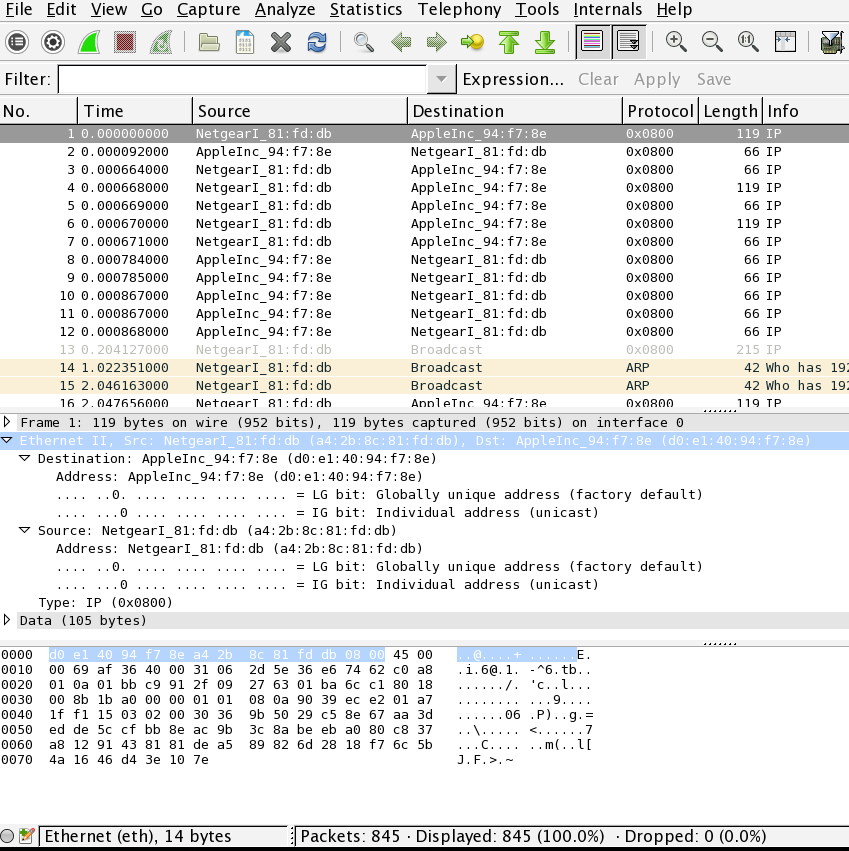 File Edit View Go Capture Analyze Statistics Telephony Tools Internals Help
Filter: Expression... Clear Apply Save
No. Time Source Destination Protocol Length Info
1 0.000000000 NetgearI_81:fd:db AppleInc_94:f7:8e 0x0800 119 IP
2 0.000092000 AppleInc_94:f7:8e NetgearI_81:fd:db 0x0800 66 IP
3 0.000664000 NetgearI_81:fd:db AppleInc_94:f7:8e 0x0800 66 IP
4 0.000668000 NetgearI_81:fd:db AppleInc_94:f7:8e 0x0800 119 IP
5 0.000669000 NetgearI_81:fd:db AppleInc_94:f7:8e 0x0800 66 IP
6 0.000670000 NetgearI_81:fd:db AppleInc_94:f7:8e 0x0800 119 IP
7 0.000671000 NetgearI_81:fd:db AppleInc_94:f7:8e 0x0800 66 IP
8 0.000784000 AppleInc_94:f7:8e NetgearI_81:fd:db 0x0800 66 IP
9 0.000785000 AppleInc_94:f7:8e NetgearI_81:fd:db 0x0800 66 IP
10 0.000867000 AppleInc_94:f7:8e NetgearI_81:fd:db 0x0800 66 IP
11 0.000867000 AppleInc_94:f7:8e NetgearI_81:fd:db 0x0800 66 IP
12 0.000868000 AppleInc_94:f7:8e NetgearI_81:fd:db 0x0800 66 IP
13 0.204127000 NetgearI_81:fd:db Broadcast 0x0800 215 IP
14 1.022351000 NetgearI_81:fd:db Broadcast ARP 42 Who has 192
15 2.046163000 NetgearI_81:fd:db Broadcast ARP 42 Who has 192
16 2.047656000 NetgearI_81:fd:db AppleInc_94:f7:8e 0x0800 119 IP
Frame 1: 119 bytes on wire (952 bits), 119 bytes captured (952 bits) on interface 0
Ethernet II, Src: NetgearI_81:fd:db (a4:2b:8c:81:fd:db), Dst: AppleInc_94:f7:8e (d0:e1:40:94:f7:8e)
Destination: AppleInc_94:f7:8e (d0:e1:40:94:f7:8e)
Address: AppleInc_94:f7:8e (d0:e1:40:94:f7:8e)
.... ..0. .... .... .... .... = LG bit: Globally unique address (factory default)
.... ...0 .... .... .... .... = IG bit: Individual address (unicast)
Source: NetgearI_81:fd:db (a4:2b:8c:81:fd:db)
Address: NetgearI_81:fd:db (a4:2b:8c:81:fd:db)
.... ..0. .... .... .... .... = LG bit: Globally unique address (factory default)
.... ...0 .... .... .... .... = IG bit: Individual address (unicast)
Type: IP (0x0800)
Data (105 bytes)
0000 d0 e1 40 94 f7 8e a4 2b 8c 81 fd db 08 00 45 00 ..@....+ ......E.
0010 00 69 af 36 40 00 31 06 2d 5e 36 e6 74 62 c0 a8 .i.6@.1. -^6.tb..
0020 01 0a 01 bb c9 91 2f 09 27 63 01 ba 6c c1 80 18 ....../. 'c..l...
0030 00 8b 1b a0 00 00 01 01 08 0a 90 39 ec e2 01 a7 ........ ...9....
0040 1f f1 15 03 02 00 30 36 9b 50 29 c5 8e 67 aa 3d ......06 .P)..g.=
0050 ed de 5c cf bb 8e ac 9b 3c 8a be eb a0 80 c8 37 ..\..... <......7
0060 a8 12 91 43 81 81 de a5 89 82 6d 28 18 f7 6c 5b ...C.... ..m(..l[
0070 4a 16 46 d4 3e 10 7e J.F.>.~
Ethernet (eth), 14 bytes Packets: 845 · Displayed: 845 (100.0%) · Dropped: 0 (0.0%)